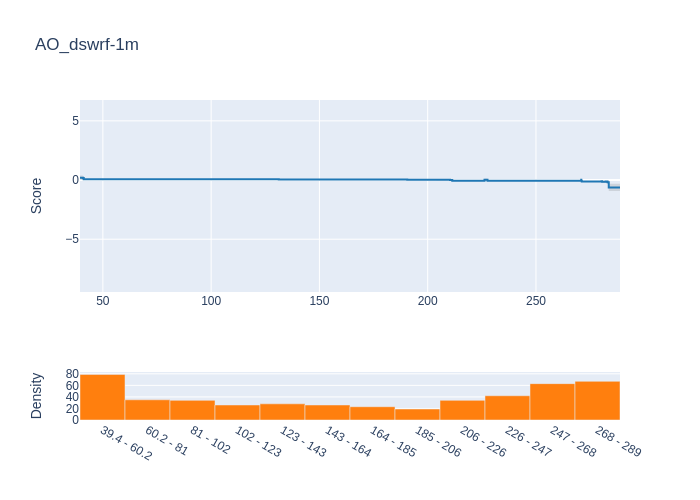 AO_dswrf-1m
Score
5
0
−5
50 100 150 200 250
Density
80
60
40
20
0
39.4 - 60.2
60.2 - 81
81 - 102
102 - 123
123 - 143
143 - 164
164 - 185
185 - 206
206 - 226
226 - 247
247 - 268
268 - 289